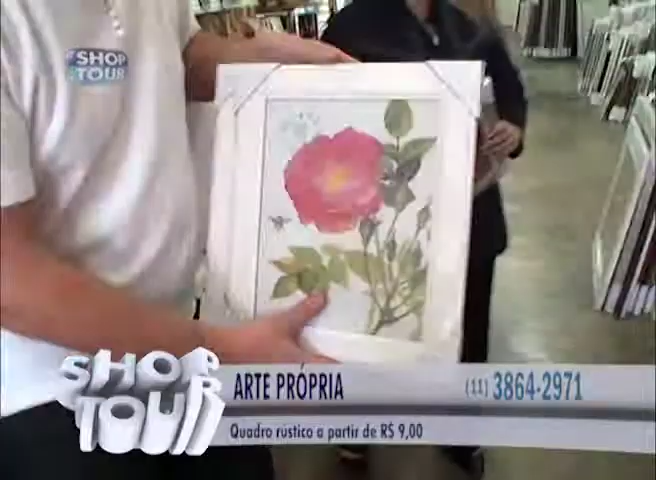 SHOP
TOUR
SHOP
TOUR
ARTE PRÓPRIA
(11) 3864-2971
Quadro rústico a partir de R$ 9,00